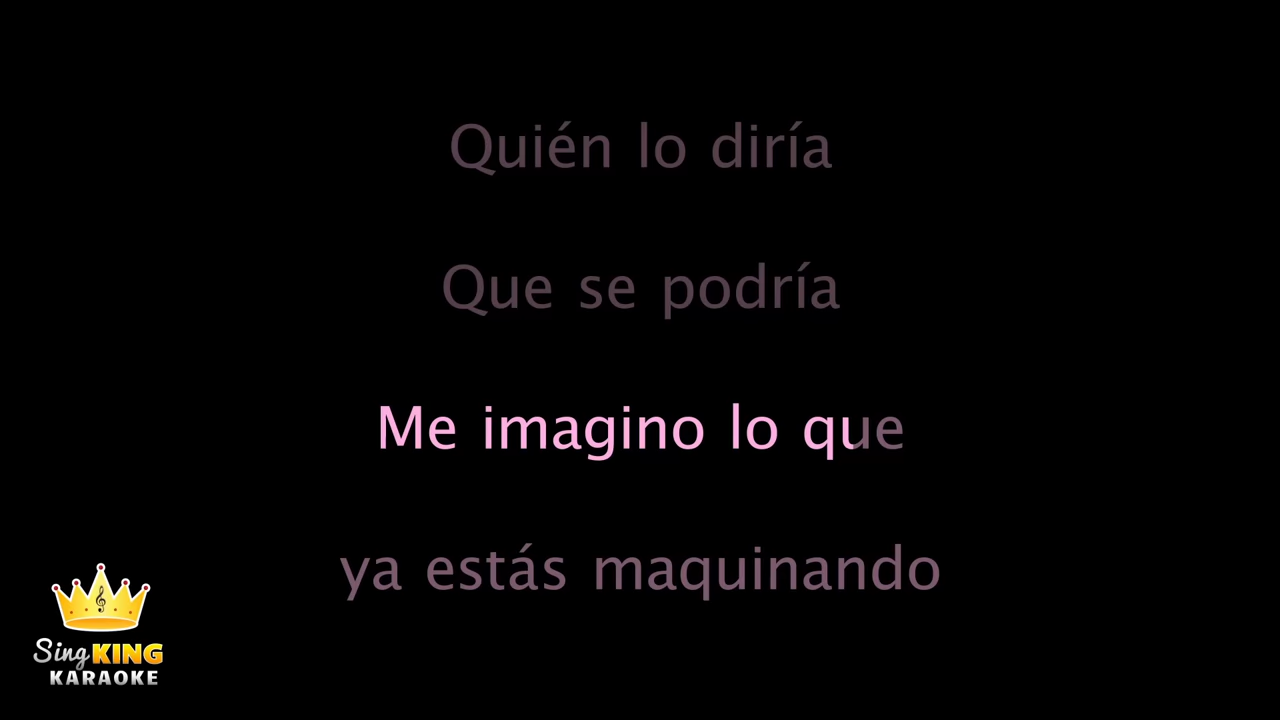 Quién lo diría
Que se podría
Me imagino lo que
ya estás maquinando
Sing KING
KARAOKE